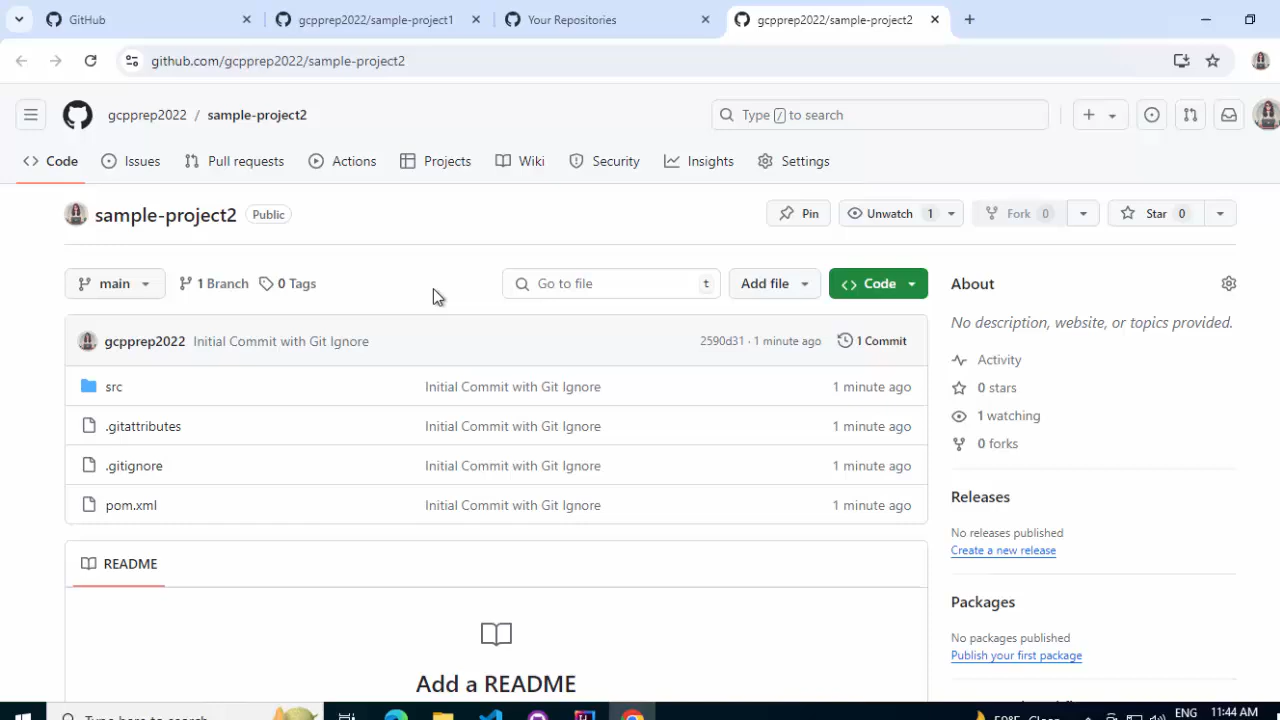 GitHub
gcpprep2022/sample-project1
Your Repositories
gcpprep2022/sample-project2
github.com/gcpprep2022/sample-project2
gcpprep2022 / sample-project2
Type / to search
Code
Issues
Pull requests
Actions
Projects
Wiki
Security
Insights
Settings
sample-project2 Public
Pin
Unwatch 1
Fork 0
Star 0
main
1 Branch
0 Tags
Go to file t
Add file
Code
About
gcpprep2022 Initial Commit with Git Ignore 2590d31 · 1 minute ago 1 Commit
No description, website, or topics provided.
src Initial Commit with Git Ignore 1 minute ago
.gitattributes Initial Commit with Git Ignore 1 minute ago
.gitignore Initial Commit with Git Ignore 1 minute ago
pom.xml Initial Commit with Git Ignore 1 minute ago
Activity
0 stars
1 watching
0 forks
Releases
No releases published
Create a new release
README
Add a README
Packages
No packages published
Publish your first package
Type here to search
50°F Clear
ENG
11:44 AM